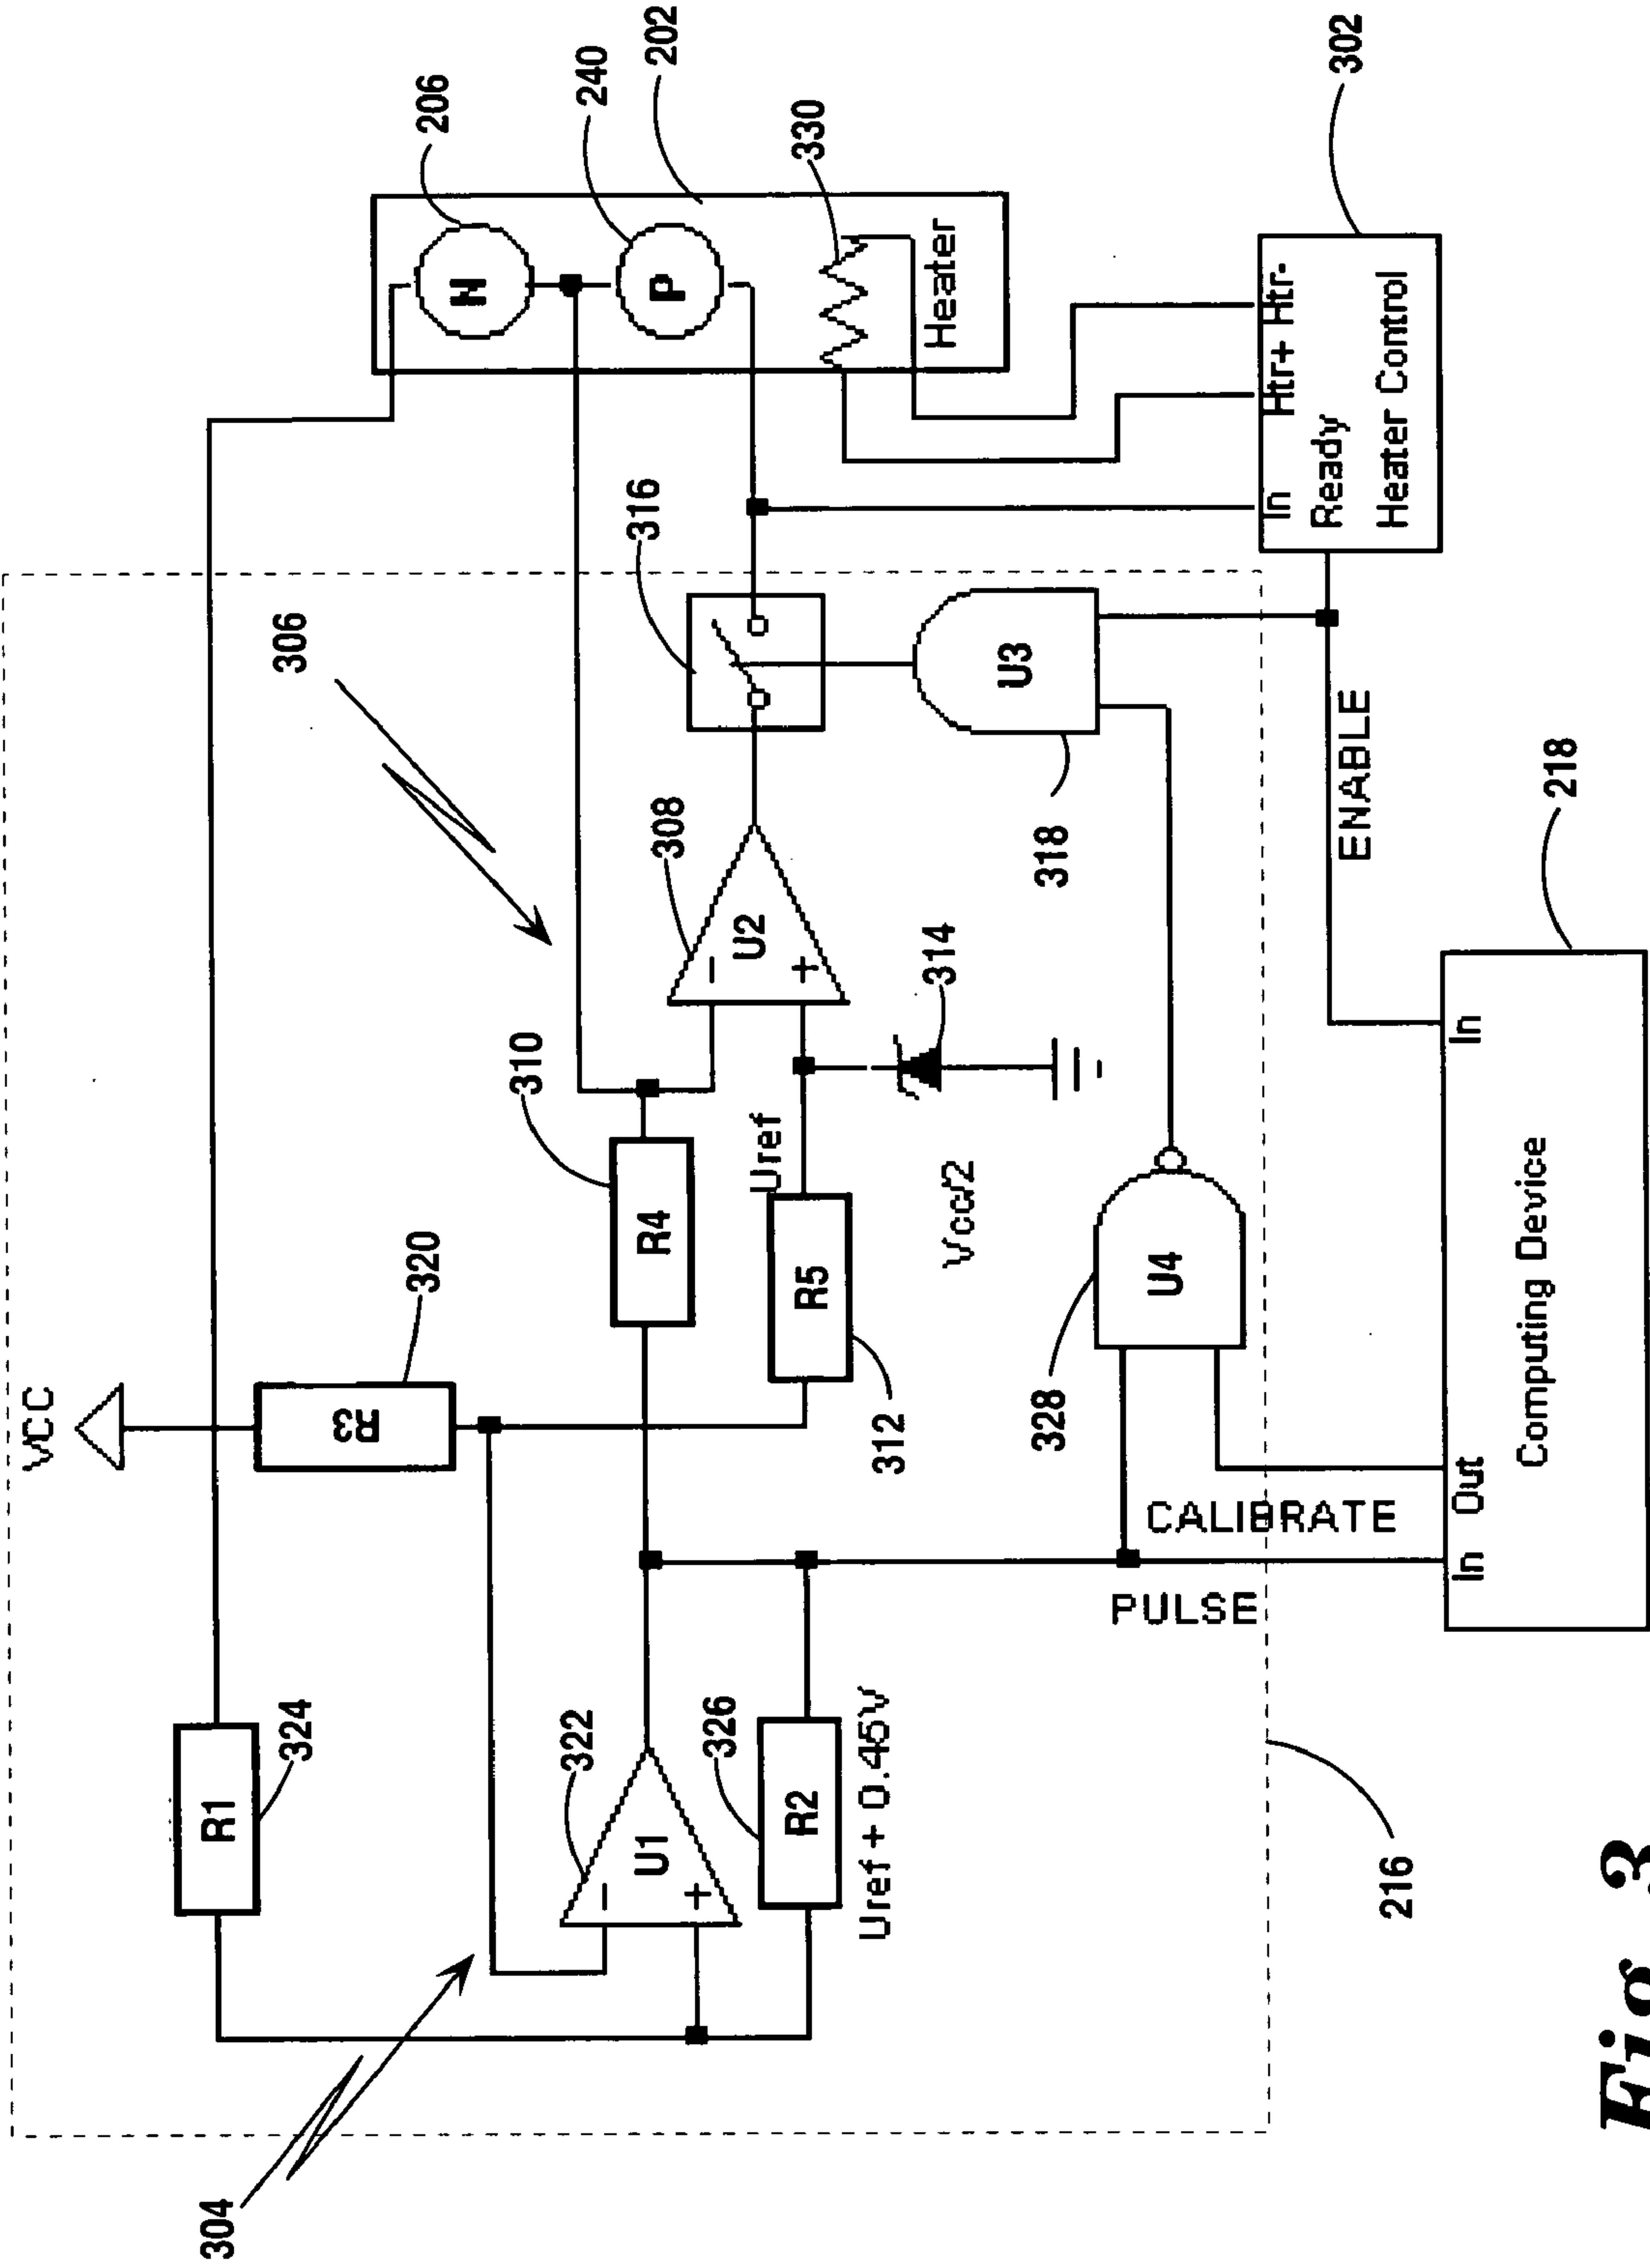 VCC
304
R1
306
324
R3
320
206
N
310
322
240
−
316
U1
R4
202
P
308
+
−
326
U2
Uref
R2
R5
+
330
Uref + 0.45V
312
314
Heater
Vcc/2
U3
328
318
U4
PULSE
CALIBRATE
In Htr+ Htr-
Ready
302
ENABLE
Heater Control
216
In Out In
Computing Device
218
Fig. 3